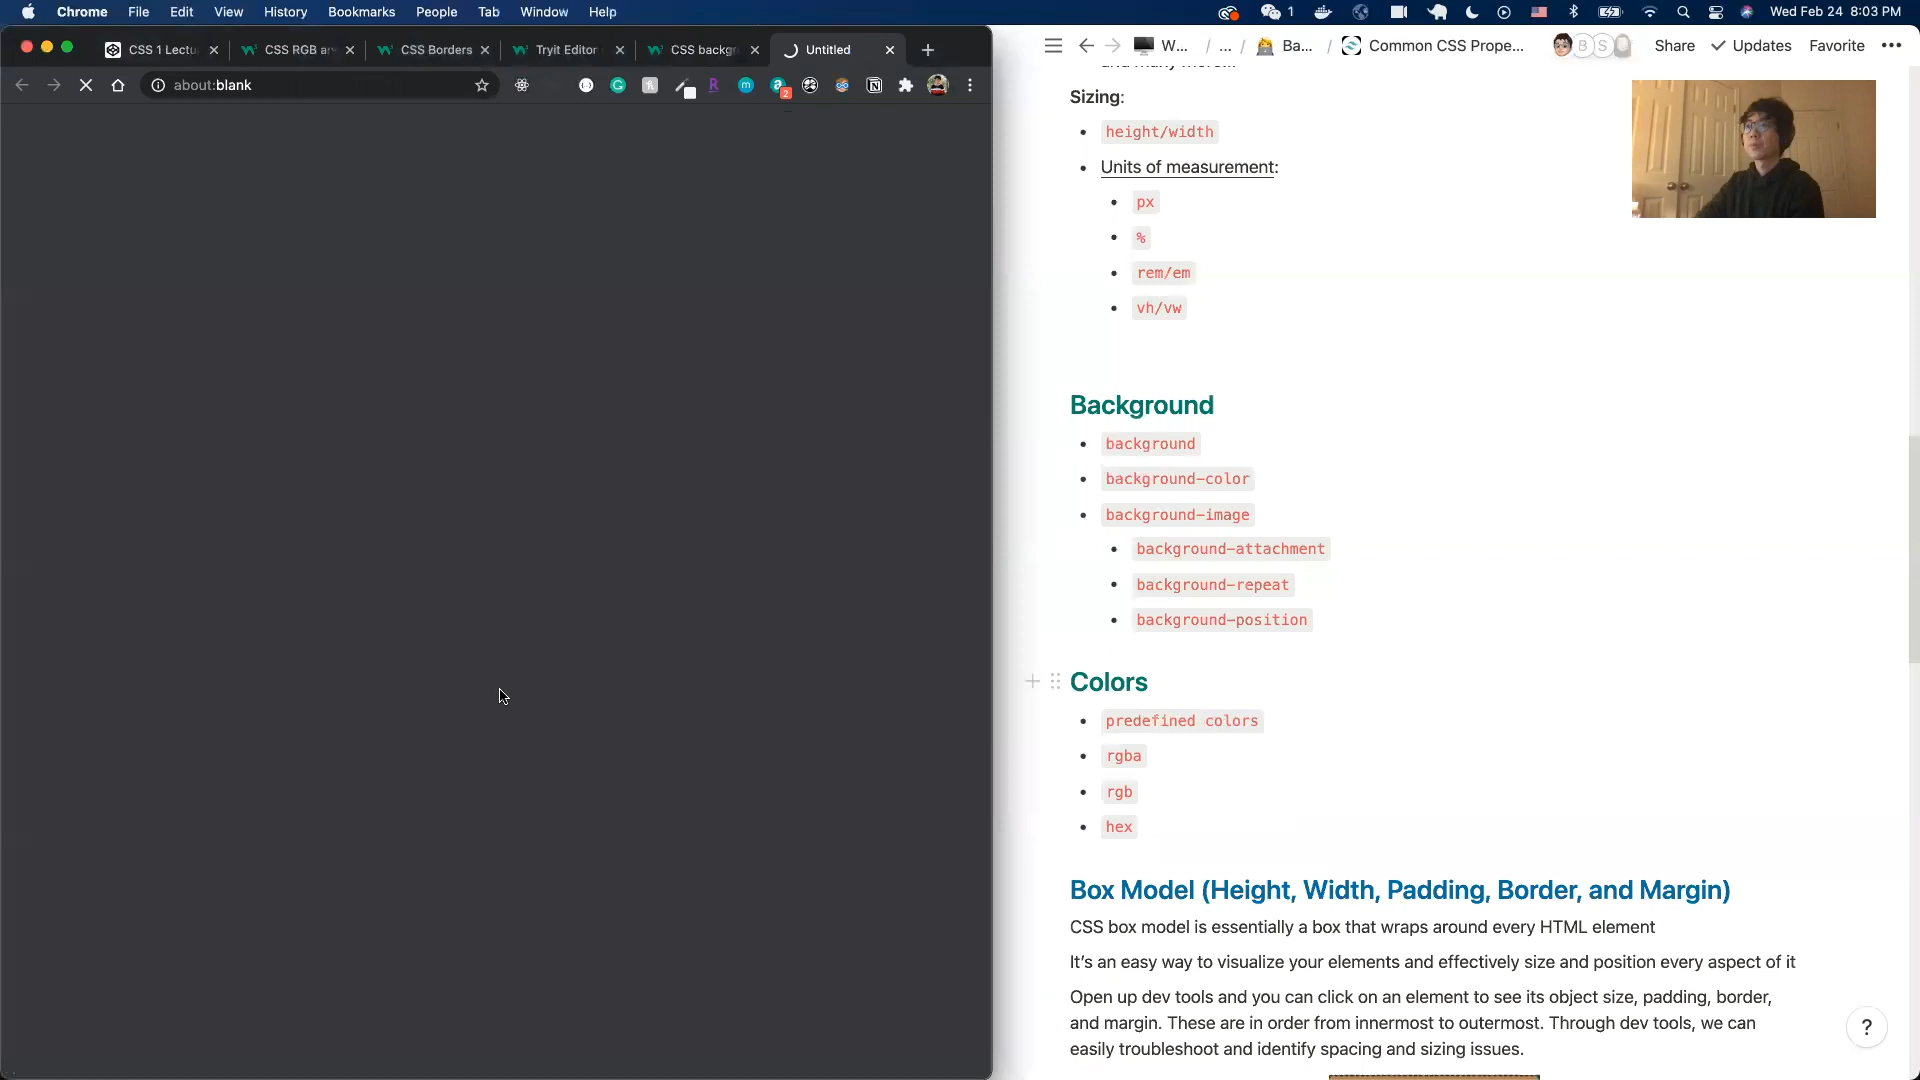 Chrome File Edit View History Bookmarks People Tab Window Help 1 Wed Feb 24 8:03 PM
CSS 1 Lectu CSS RGB an CSS Borders Tryit Editor CSS backgr Untitled
about:blank
2
W... / ... / Ba... / Common CSS Prope... B S Share Updates Favorite
and many more...
Sizing:
height/width
Units of measurement:
px
%
rem/em
vh/vw
Background
background
background-color
background-image
background-attachment
background-repeat
background-position
Colors
predefined colors
rgba
rgb
hex
Box Model (Height, Width, Padding, Border, and Margin)
CSS box model is essentially a box that wraps around every HTML element
It's an easy way to visualize your elements and effectively size and position every aspect of it
Open up dev tools and you can click on an element to see its object size, padding, border,
and margin. These are in order from innermost to outermost. Through dev tools, we can
easily troubleshoot and identify spacing and sizing issues.
?